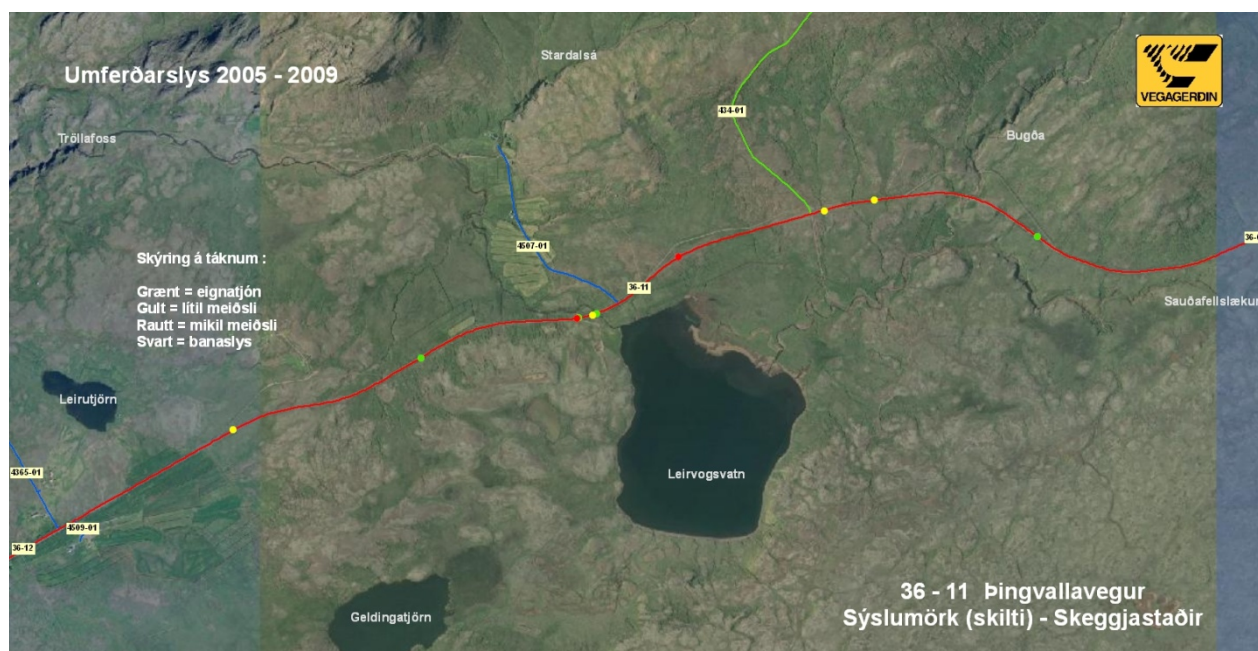 Umferðarslys 2005 - 2009
Stardalsá
VEGAGERÐIN
434-01
Tröllafoss
Bugða
4507-01
36-0
Skýring á táknum :
Grænt = eignatjón
Gult = lítil meiðsli
Rautt = mikil meiðsli
Svart = banaslys
36-11
Sauðafellslækur
Leirutjörn
4365-01
Leirvogsvatn
4509-01
36-12
Geldingatjörn
36 - 11 Þingvallavegur
Sýslumörk (skilti) - Skeggjastaðir